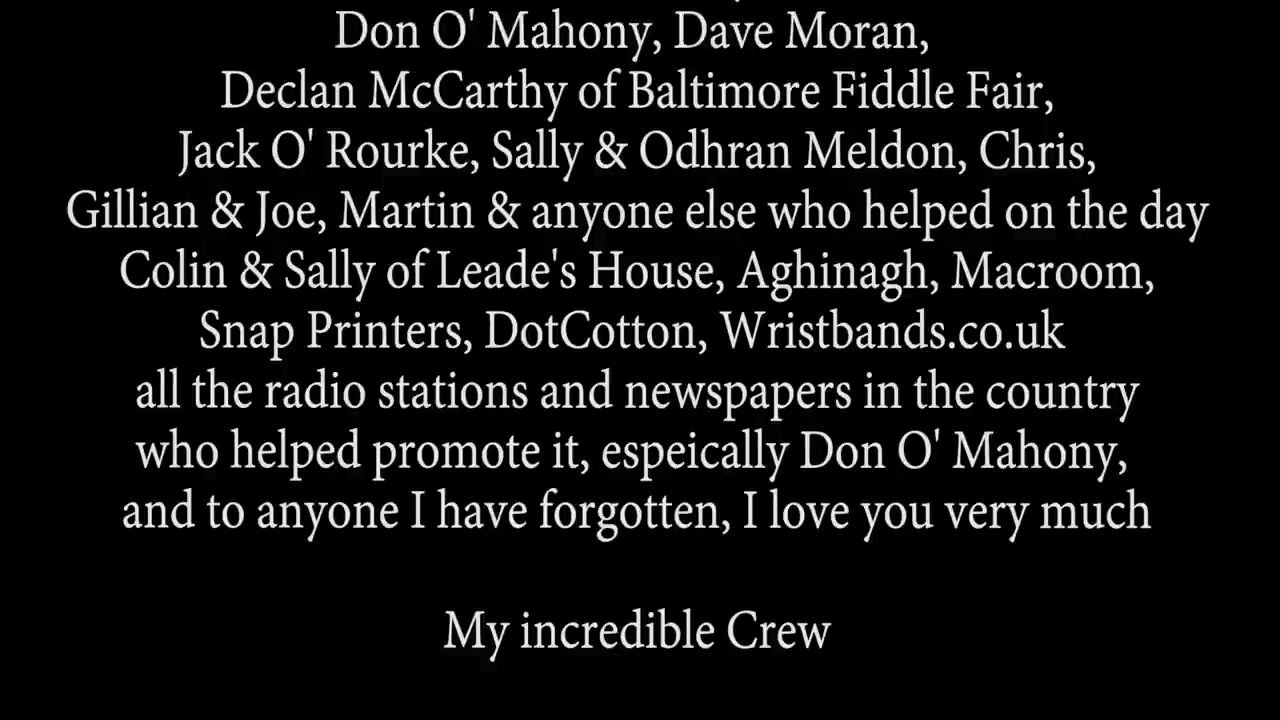 Don O' Mahony, Dave Moran,
Declan McCarthy of Baltimore Fiddle Fair,
Jack O' Rourke, Sally & Odhran Meldon, Chris,
Gillian & Joe, Martin & anyone else who helped on the day
Colin & Sally of Leade's House, Aghinagh, Macroom,
Snap Printers, DotCotton, Wristbands.co.uk
all the radio stations and newspapers in the country
who helped promote it, espeically Don O' Mahony,
and to anyone I have forgotten, I love you very much
My incredible Crew